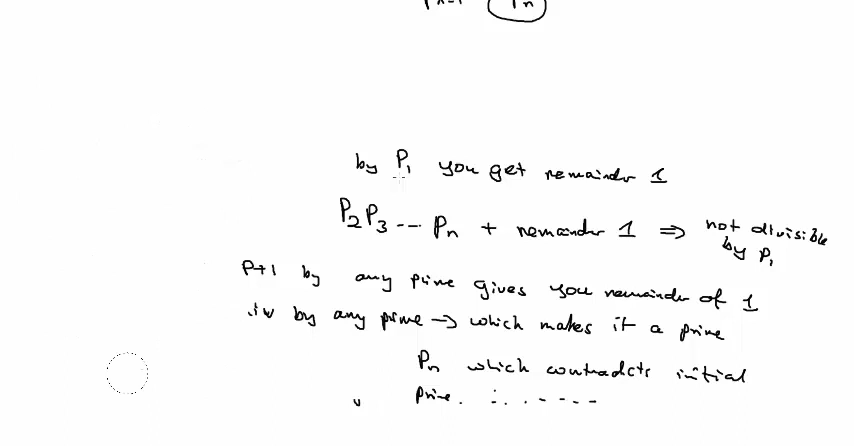 by P₁ you get remainder 1
P₂P₃ --- Pn + remainder 1 ⇒ not divisible by P₁
P+1 by any prime gives you remainder of 1
by any prime → which makes it a prime
Pn which contradicts initial
prime.